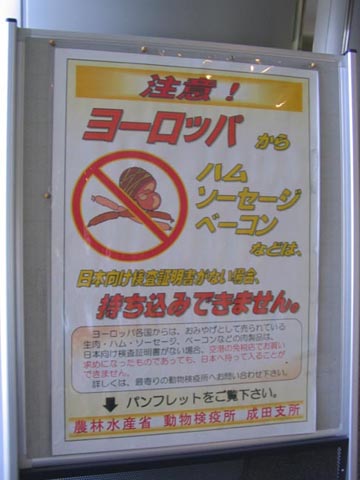 注意！
ヨーロッパ から
ハム
ソーセージ
ベーコン
などは、
日本向け検査証明書がない場合、
持ち込みできません。
ヨーロッパ各国からは、おみやげとして売られている
生肉・ハム・ソーセージ、ベーコンなどの肉製品は、
日本向け検査証明書がない場合、空港の免税店でお買い
求めになったものであっても、日本へ持って入ることが
できません。
詳しくは、最寄りの動物検疫所へお問い合わせ下さい。
パンフレットをご覧下さい。
農林水産省 動物検疫所 成田支所